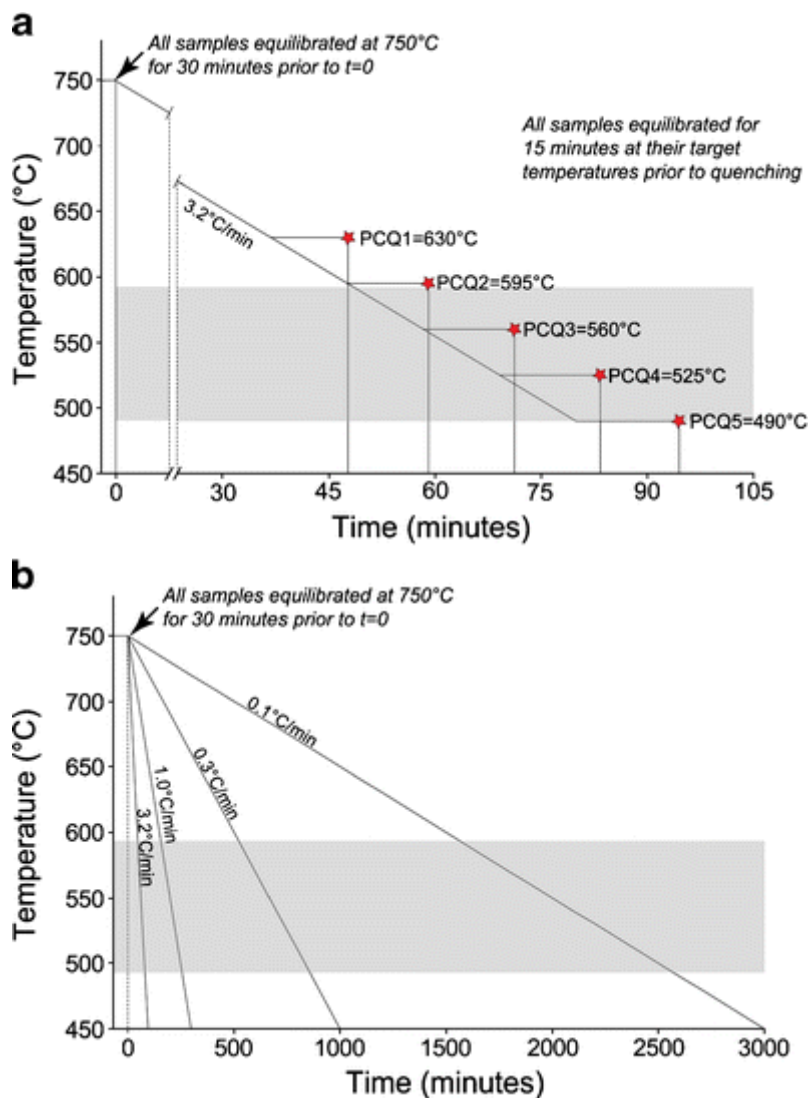 a
All samples equilibrated at 750°C
for 30 minutes prior to t=0
All samples equilibrated for
15 minutes at their target
temperatures prior to quenching
Temperature (°C)
750
700
650
600
550
500
450
3.2°C/min
PCQ1=630°C
PCQ2=595°C
PCQ3=560°C
PCQ4=525°C
PCQ5=490°C
0 30 45 60 75 90 105
Time (minutes)
b
All samples equilibrated at 750°C
for 30 minutes prior to t=0
Temperature (°C)
750
700
650
600
550
500
450
0.1°C/min
0.3°C/min
1.0°C/min
3.2°C/min
0 500 1000 1500 2000 2500 3000
Time (minutes)